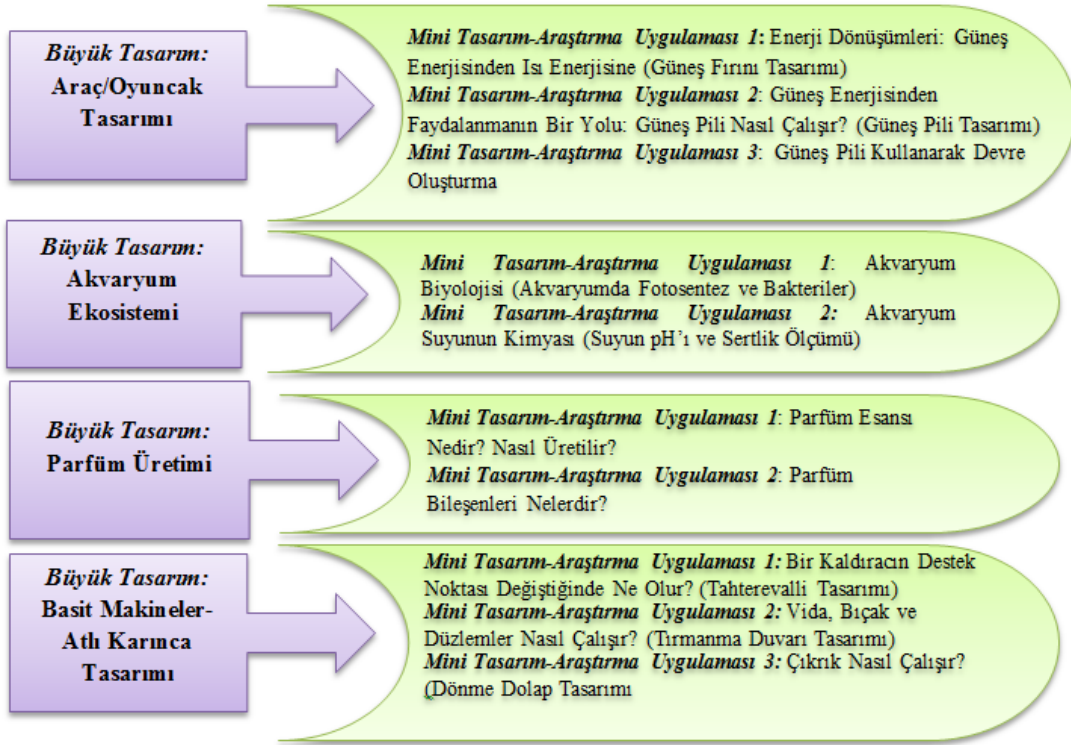 Büyük Tasarım:
Araç/Oyuncak
Tasarımı
Mini Tasarım-Araştırma Uygulaması 1: Enerji Dönüşümleri: Güneş
Enerjisinden Isı Enerjisine (Güneş Fırını Tasarımı)
Mini Tasarım-Araştırma Uygulaması 2: Güneş Enerjisinden
Faydalanmanın Bir Yolu: Güneş Pili Nasıl Çalışır? (Güneş Pili Tasarımı)
Mini Tasarım-Araştırma Uygulaması 3: Güneş Pili Kullanarak Devre
Oluşturma
Büyük Tasarım:
Akvaryum
Ekosistemi
Mini Tasarım-Araştırma Uygulaması 1: Akvaryum
Biyolojisi (Akvaryumda Fotosentez ve Bakteriler)
Mini Tasarım-Araştırma Uygulaması 2: Akvaryum
Suyunun Kimyası (Suyun pH'ı ve Sertlik Ölçümü)
Büyük Tasarım:
Parfüm Üretimi
Mini Tasarım-Araştırma Uygulaması 1: Parfüm Esansı
Nedir? Nasıl Üretilir?
Mini Tasarım-Araştırma Uygulaması 2: Parfüm
Bileşenleri Nelerdir?
Büyük Tasarım:
Basit Makineler-
Atlı Karınca
Tasarımı
Mini Tasarım-Araştırma Uygulaması 1: Bir Kaldıracın Destek
Noktası Değiştiğinde Ne Olur? (Tahterevalli Tasarımı)
Mini Tasarım-Araştırma Uygulaması 2: Vida, Bıçak ve
Düzlemler Nasıl Çalışır? (Tırmanma Duvarı Tasarımı)
Mini Tasarım-Araştırma Uygulaması 3: Çıkrık Nasıl Çalışır?
(Dönme Dolap Tasarımı